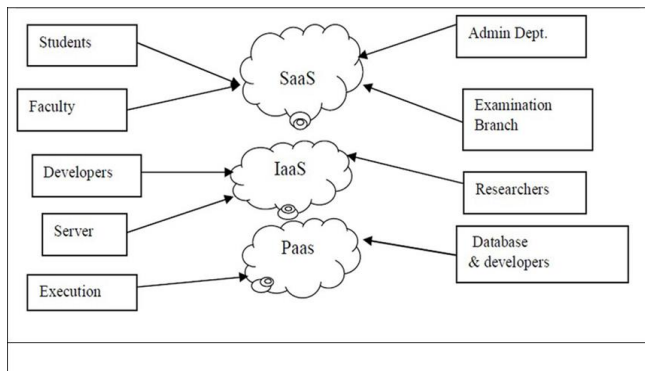 Students
Faculty
Developers
Server
Execution
SaaS
IaaS
Paas
Admin Dept.
Examination
Branch
Researchers
Database
& developers